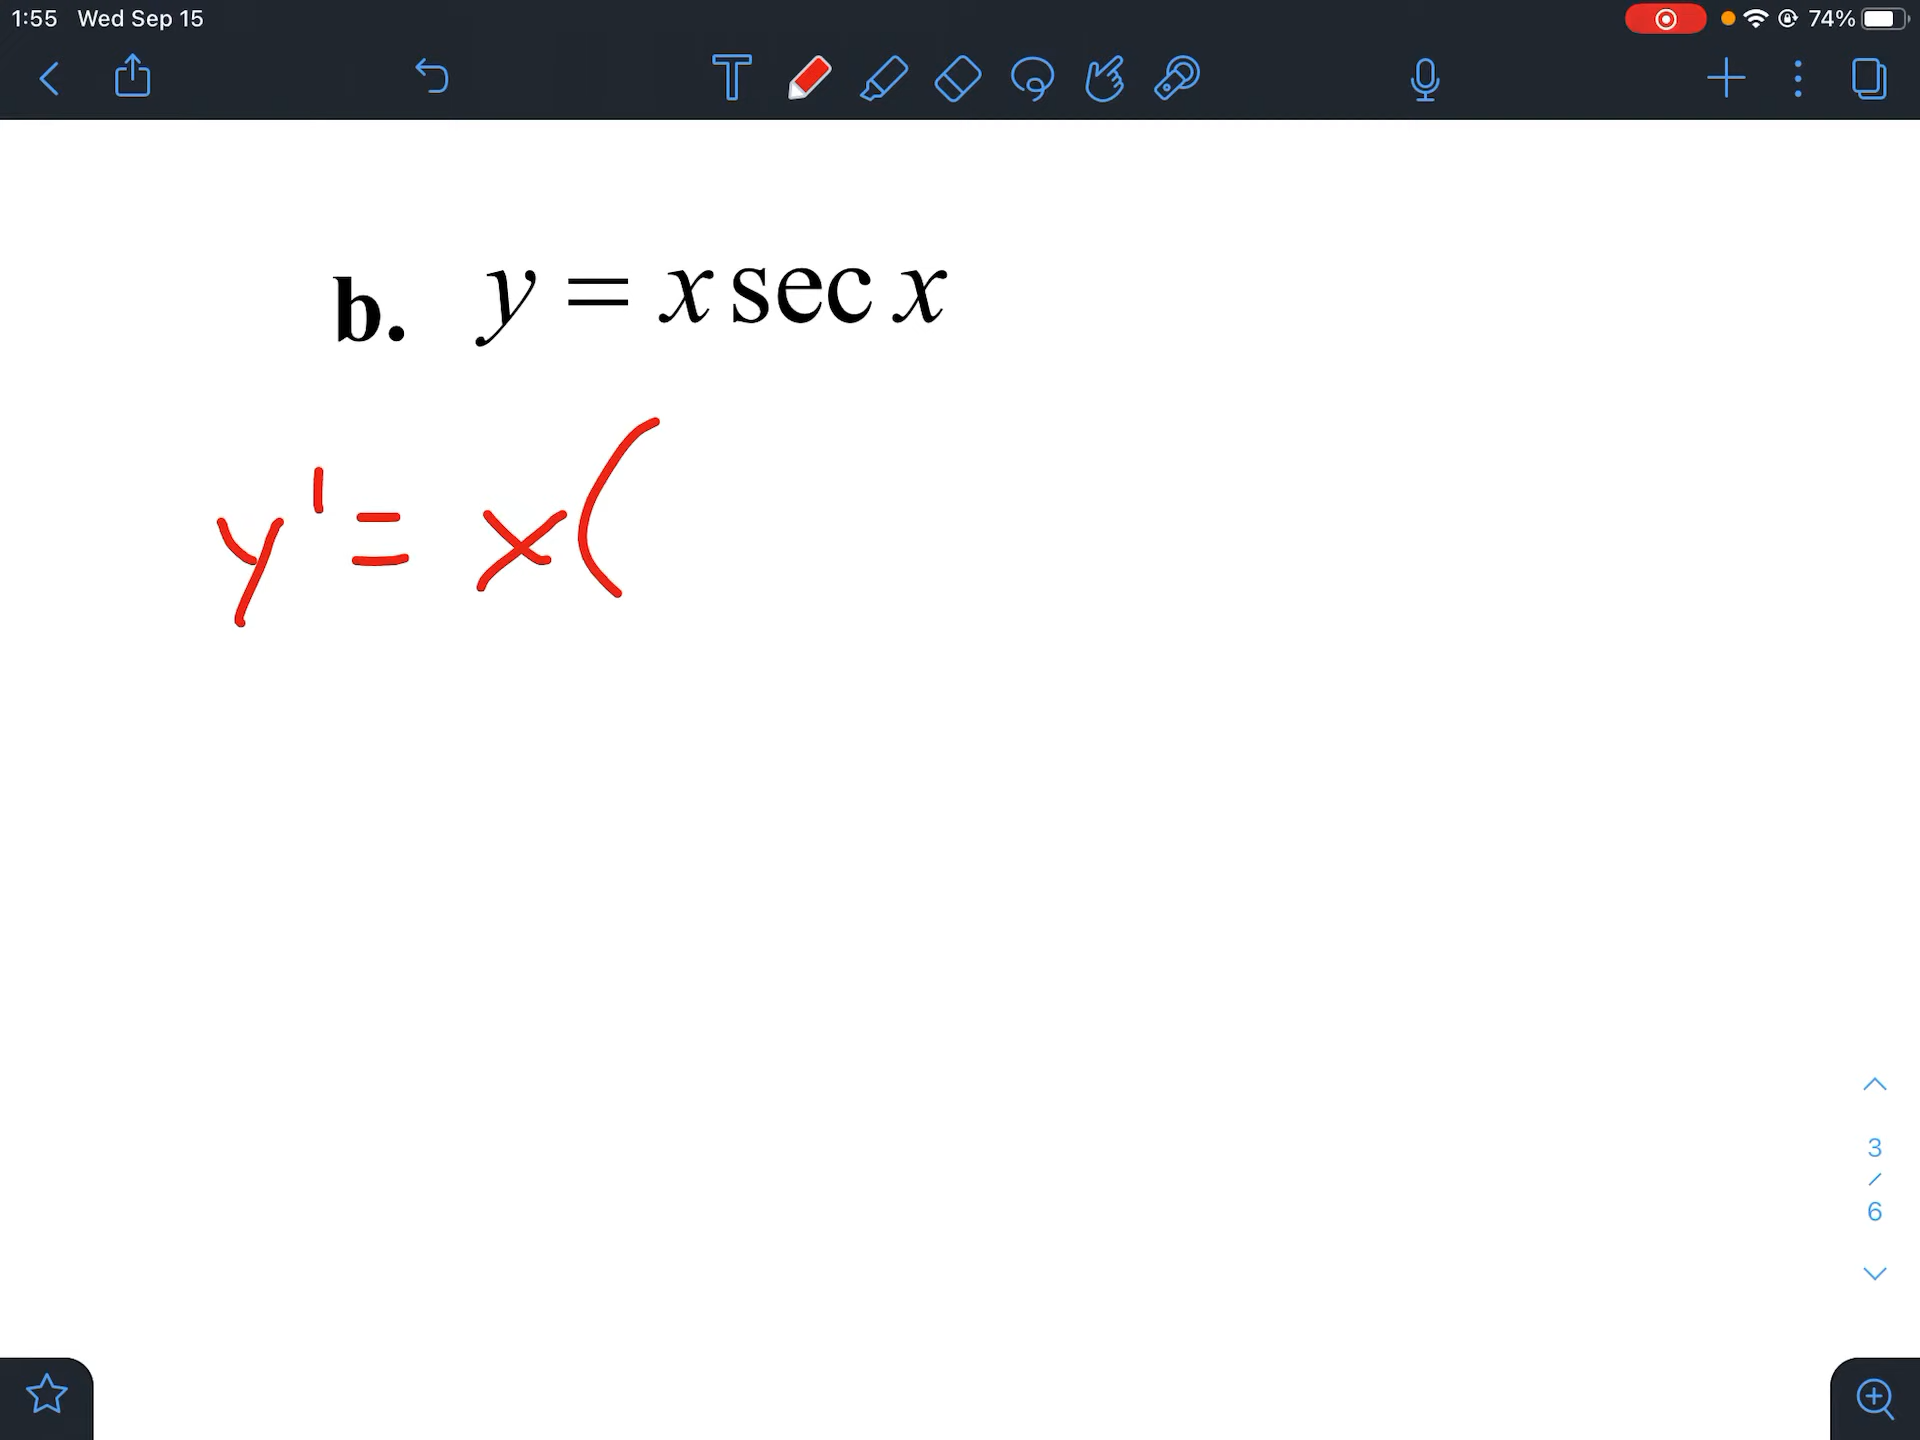 1:55 Wed Sep 15 74%
T
b. y = x sec x
y' = x(
3
/
6